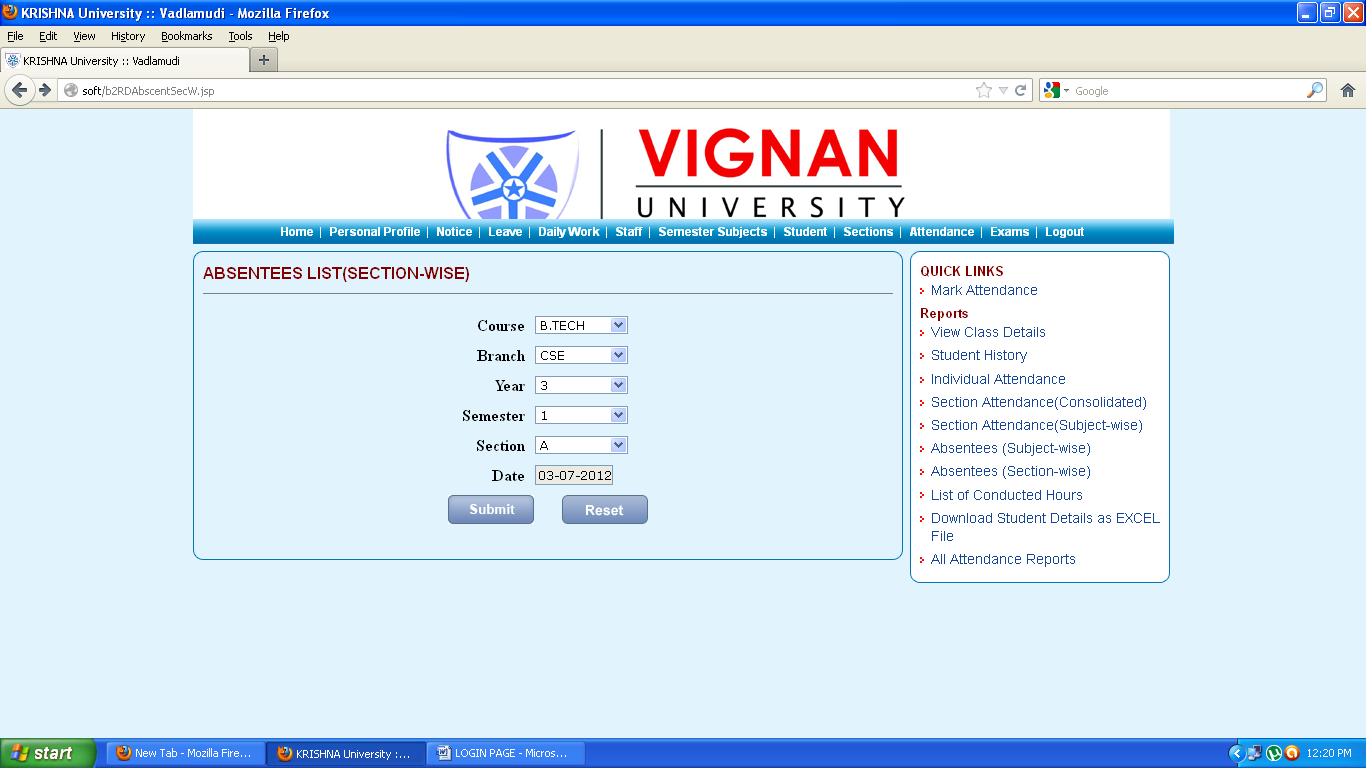 KRISHNA University :: Vadlamudi - Mozilla Firefox
File Edit View History Bookmarks Tools Help
KRISHNA University :: Vadlamudi
soft/b2RDAbscentSecW.jsp
Google
VIGNAN
UNIVERSITY
Home | Personal Profile | Notice | Leave | Daily Work | Staff | Semester Subjects | Student | Sections | Attendance | Exams | Logout
ABSENTEES LIST(SECTION-WISE)
Course B.TECH
Branch CSE
Year 3
Semester 1
Section A
Date 03-07-2012
Submit Reset
QUICK LINKS
Mark Attendance
Reports
View Class Details
Student History
Individual Attendance
Section Attendance(Consolidated)
Section Attendance(Subject-wise)
Absentees (Subject-wise)
Absentees (Section-wise)
List of Conducted Hours
Download Student Details as EXCEL
File
All Attendance Reports
start New Tab - Mozilla Fire... KRISHNA University :... LOGIN PAGE - Micros... 12:20 PM